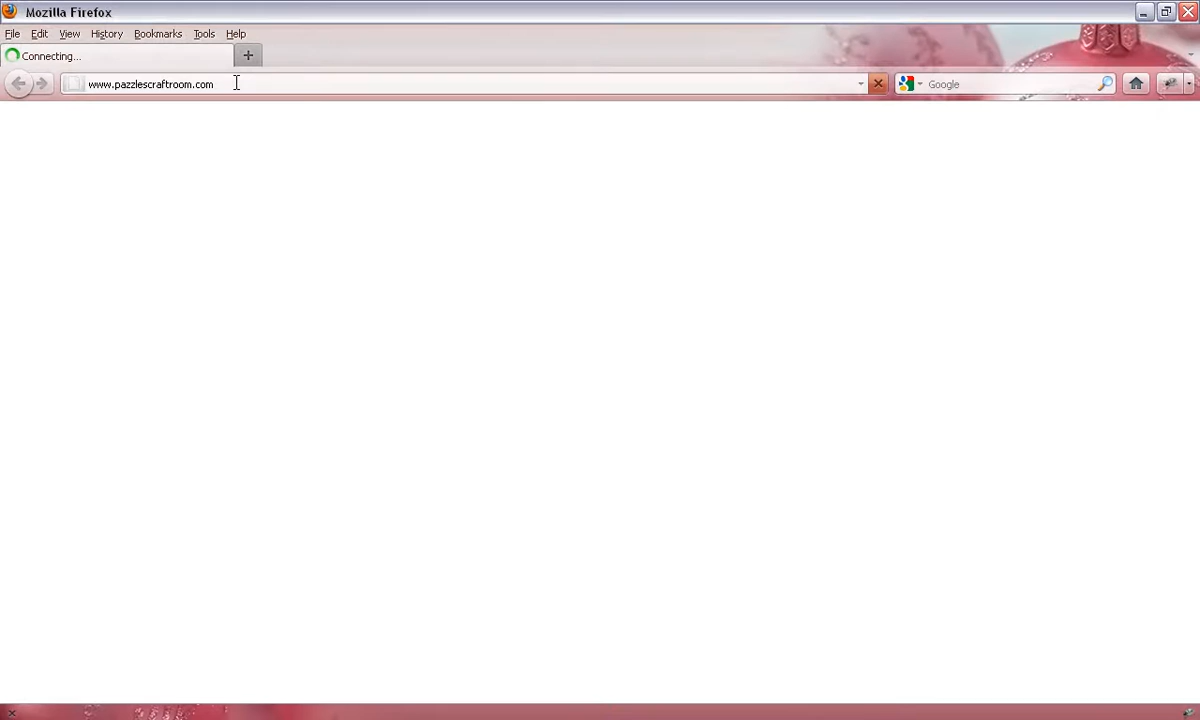 Mozilla Firefox
File Edit View History Bookmarks Tools Help
Connecting...
www.pazzlescraftroom.com Google